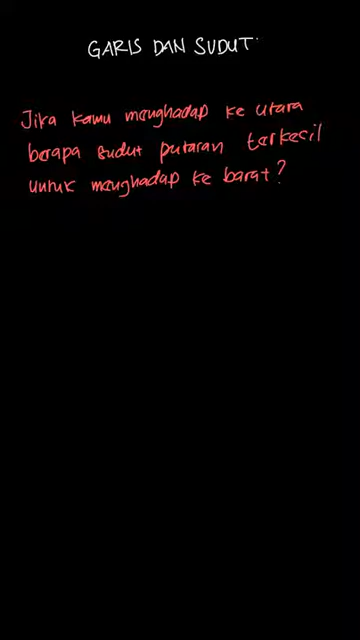 GARIS DAN SUDUT
Jika kamu menghadap ke utara
berapa sudut putaran terkecil
untuk menghadap ke barat?